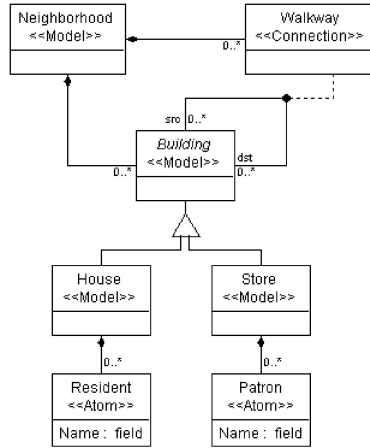 Neighborhood
<<Model>>
Walkway
<<Connection>>
0..*
src
0..*
Building
<<Model>>
dst
0..*
0..*
House
<<Model>>
Store
<<Model>>
0..*
0..*
Resident
<<Atom>>
Name : field
Patron
<<Atom>>
Name : field